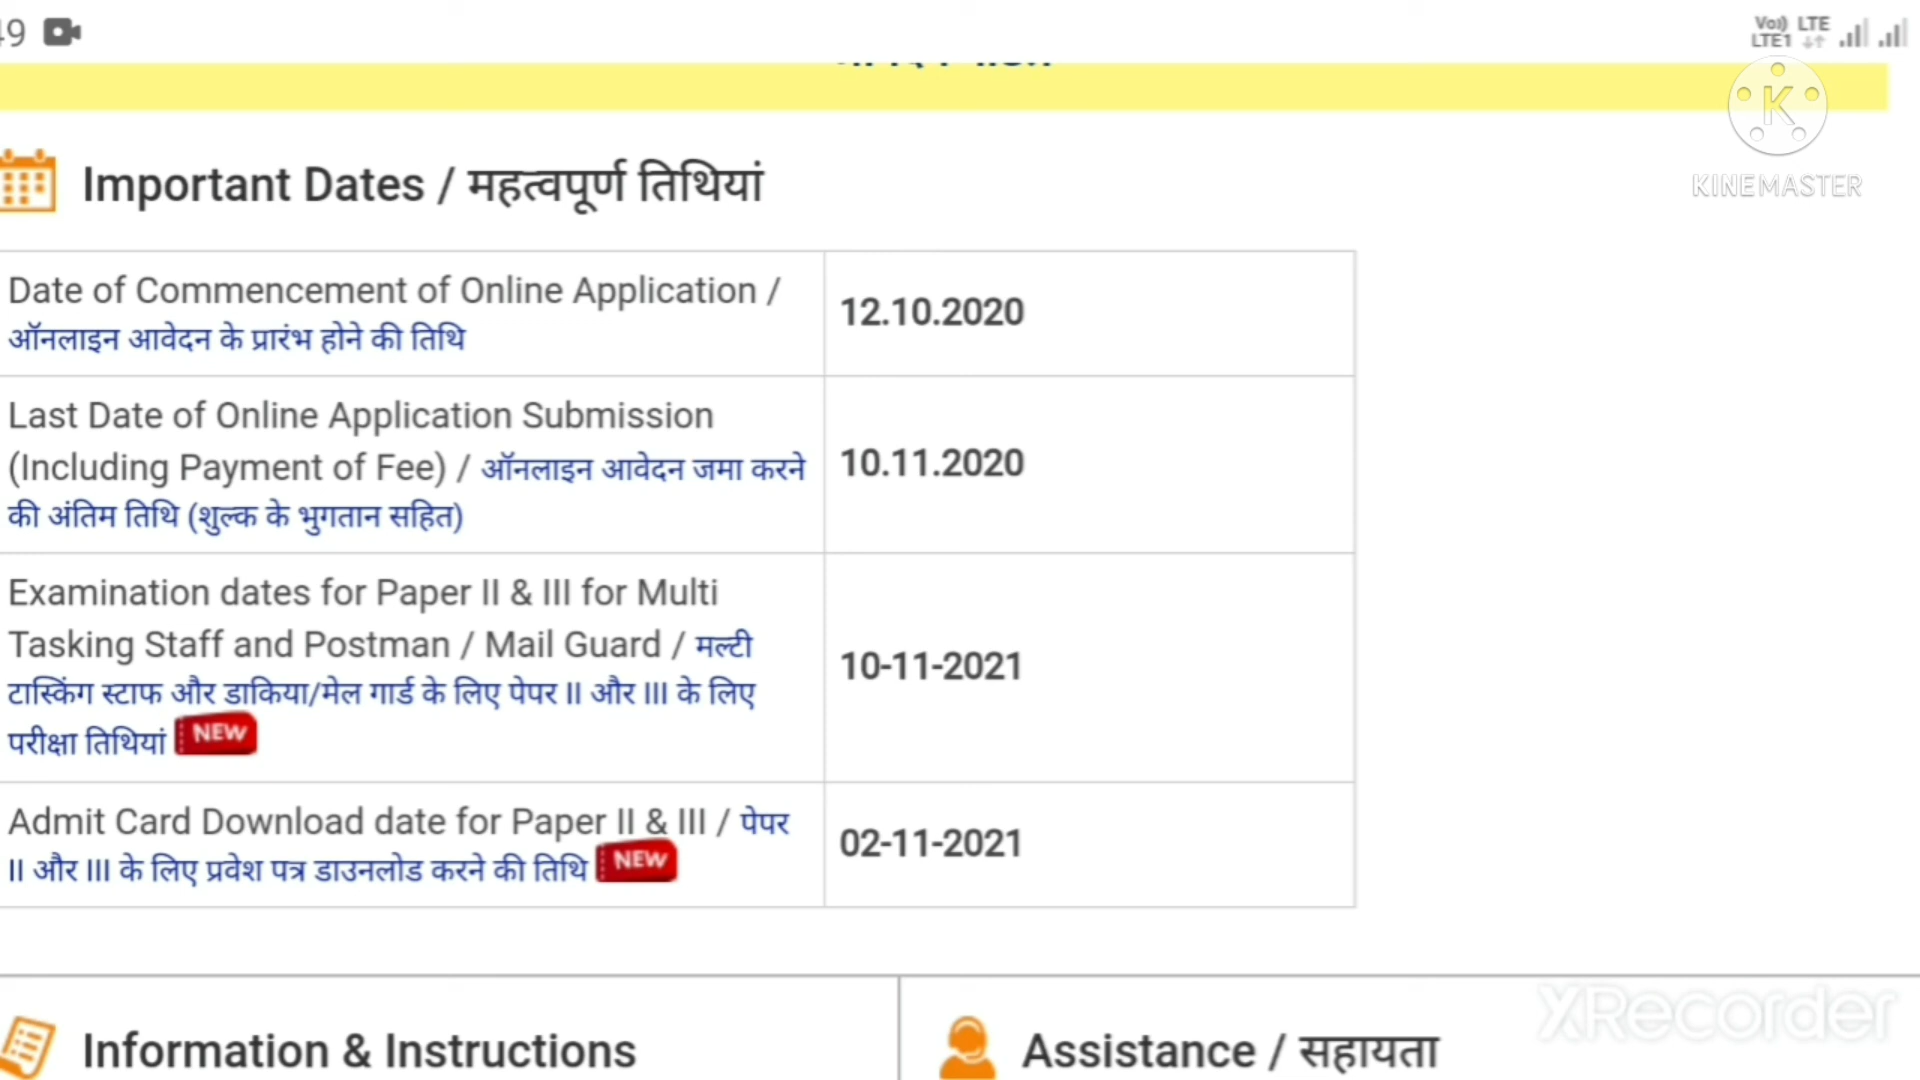 49
Vo)) LTE
LTE1
K
KINEMASTER
Important Dates / महत्वपूर्ण तिथियां
Date of Commencement of Online Application /
ऑनलाइन आवेदन के प्रारंभ होने की तिथि
12.10.2020
Last Date of Online Application Submission
(Including Payment of Fee) / ऑनलाइन आवेदन जमा करने
की अंतिम तिथि (शुल्क के भुगतान सहित)
10.11.2020
Examination dates for Paper II & III for Multi
Tasking Staff and Postman / Mail Guard / मल्टी
टास्किंग स्टाफ और डाकिया/मेल गार्ड के लिए पेपर II और III के लिए
परीक्षा तिथियां NEW
10-11-2021
Admit Card Download date for Paper II & III / पेपर
II और III के लिए प्रवेश पत्र डाउनलोड करने की तिथि NEW
02-11-2021
Information & Instructions
Assistance / सहायता
XRecorder